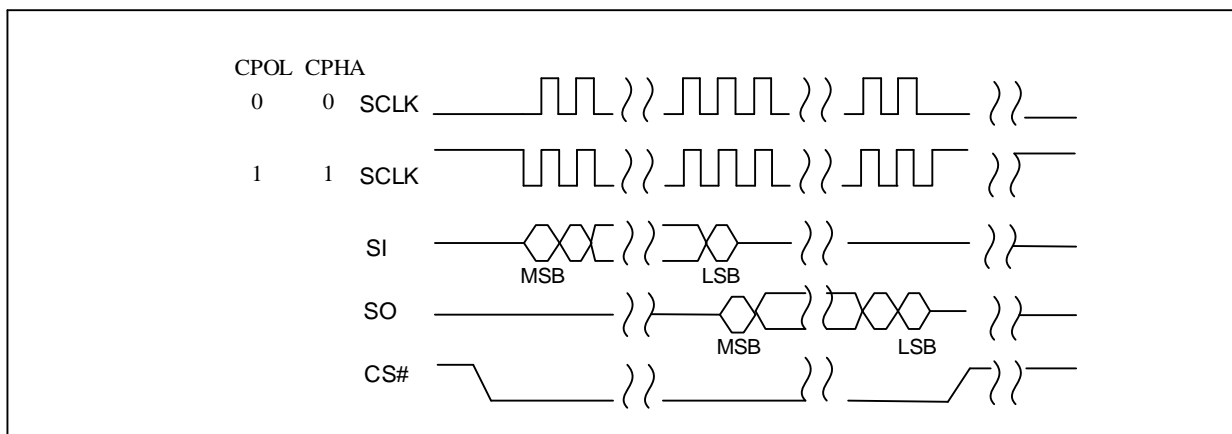 CPOL CPHA
0 0 SCLK
1 1 SCLK
SI
MSB LSB
SO
MSB LSB
CS#